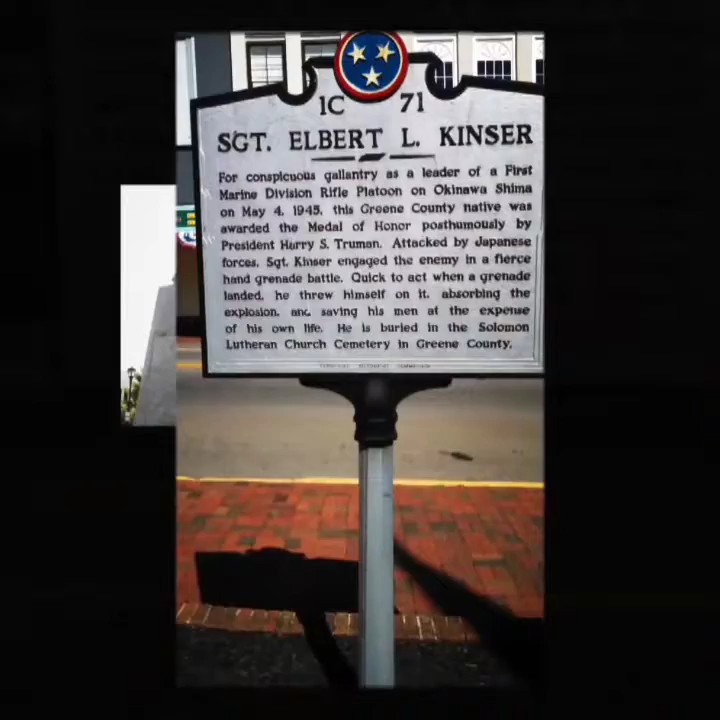 1C 71
SGT. ELBERT L. KINSER
For conspicuous gallantry as a leader of a First
Marine Division Rifle Platoon on Okinawa Shima
on May 4, 1945, this Greene County native was
awarded the Medal of Honor posthumously by
President Harry S. Truman. Attacked by Japanese
forces, Sgt. Kinser engaged the enemy in a fierce
hand grenade battle. Quick to act when a grenade
landed, he threw himself on it, absorbing the
explosion, and saving his men at the expense
of his own life. He is buried in the Solomon
Lutheran Church Cemetery in Greene County.